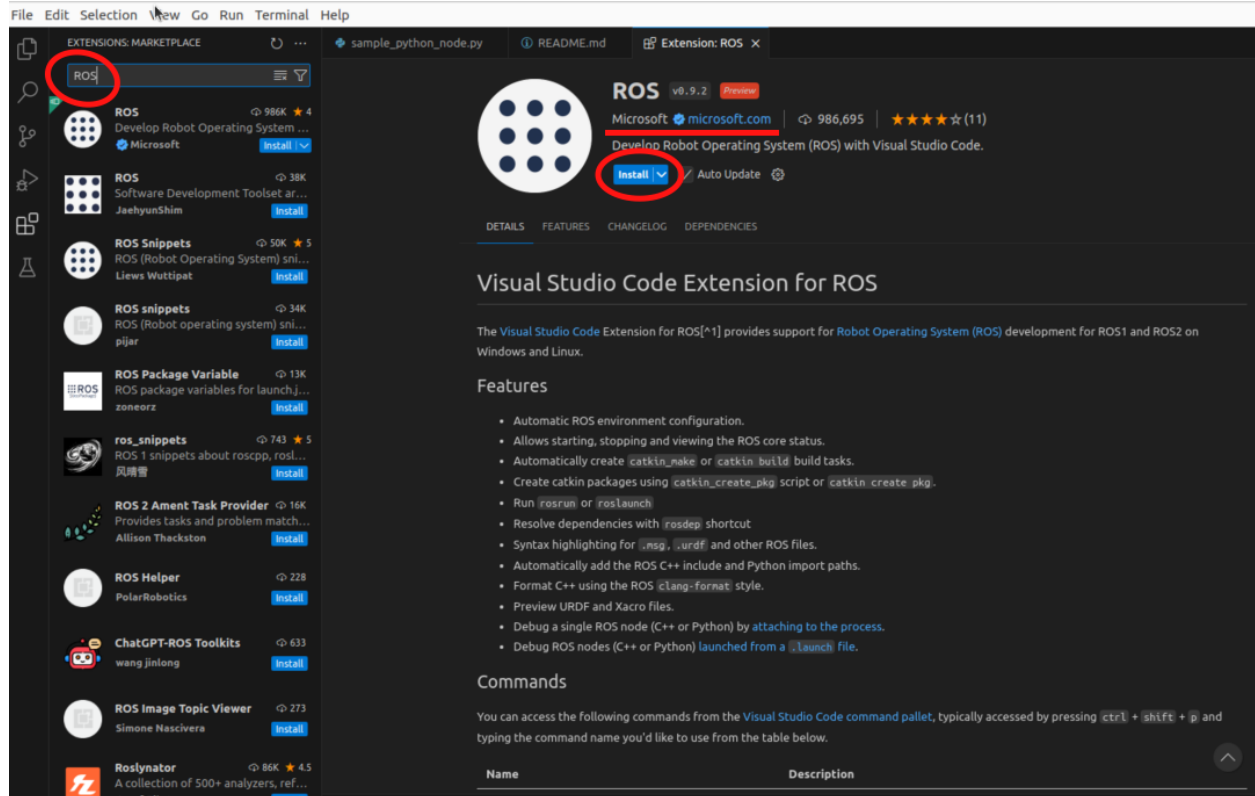 File Edit Selection View Go Run Terminal Help
EXTENSIONS: MARKETPLACE
ROS
ROS 986K ★ 4
Develop Robot Operating System ...
Microsoft Install
ROS 38K
Software Development Toolset ar...
JaehyunShim Install
ROS Snippets 50K ★ 5
ROS (Robot Operating System) sni...
Liews Wuttipat Install
ROS snippets 34K
ROS (Robot operating system) sni...
pijar Install
ROS Package Variable 13K
ROS package variables for launch.j...
zoneorz Install
ros_snippets 743 ★ 5
ROS 1 snippets about roscpp, rosl...
风晴雪 Install
ROS 2 Ament Task Provider 16K
Provides tasks and problem match...
Allison Thackston Install
ROS Helper 228
PolarRobotics Install
ChatGPT-ROS Toolkits 633
wang jinlong Install
ROS Image Topic Viewer 273
Simone Nascivera Install
Roslynator 86K ★ 4.5
A collection of 500+ analyzers, ref...
sample_python_node.py README.md Extension: ROS ×
ROS v0.9.2 Preview
Microsoft microsoft.com 986,695 ★★★★☆(11)
Develop Robot Operating System (ROS) with Visual Studio Code.
Install Auto Update
DETAILS FEATURES CHANGELOG DEPENDENCIES
Visual Studio Code Extension for ROS
The Visual Studio Code Extension for ROS[^1] provides support for Robot Operating System (ROS) development for ROS1 and ROS2 on
Windows and Linux.
Features
• Automatic ROS environment configuration.
• Allows starting, stopping and viewing the ROS core status.
• Automatically create catkin_make or catkin build build tasks.
• Create catkin packages using catkin_create_pkg script or catkin create pkg.
• Run rosrun or roslaunch
• Resolve dependencies with rosdep shortcut
• Syntax highlighting for .msg, .urdf and other ROS files.
• Automatically add the ROS C++ include and Python import paths.
• Format C++ using the ROS clang-format style.
• Preview URDF and Xacro files.
• Debug a single ROS node (C++ or Python) by attaching to the process.
• Debug ROS nodes (C++ or Python) launched from a .launch file.
Commands
You can access the following commands from the Visual Studio Code command pallet, typically accessed by pressing ctrl + shift + p and
typing the command name you'd like to use from the table below.
Name Description